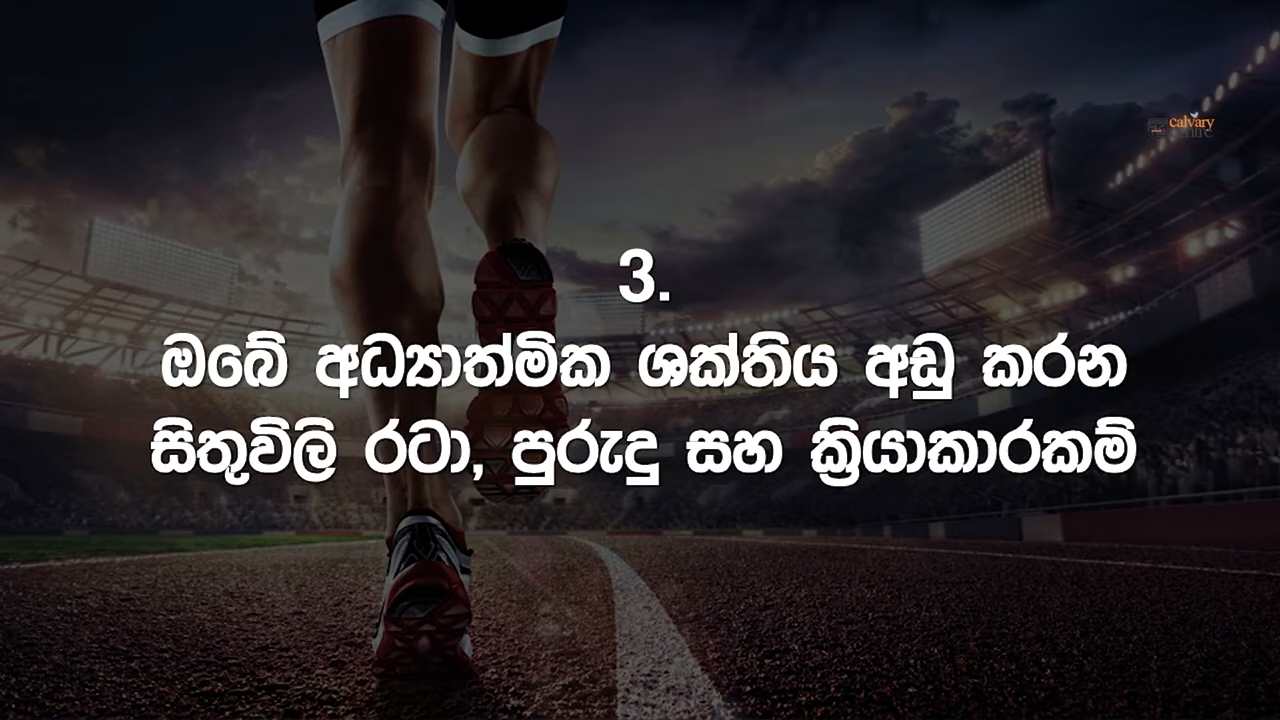 calvary
3.
ඔබේ අධ්‍යාත්මික ශක්තිය අඩු කරන
සිතුවිලි රටා, පුරුදු සහ ක්‍රියාකාරකම්